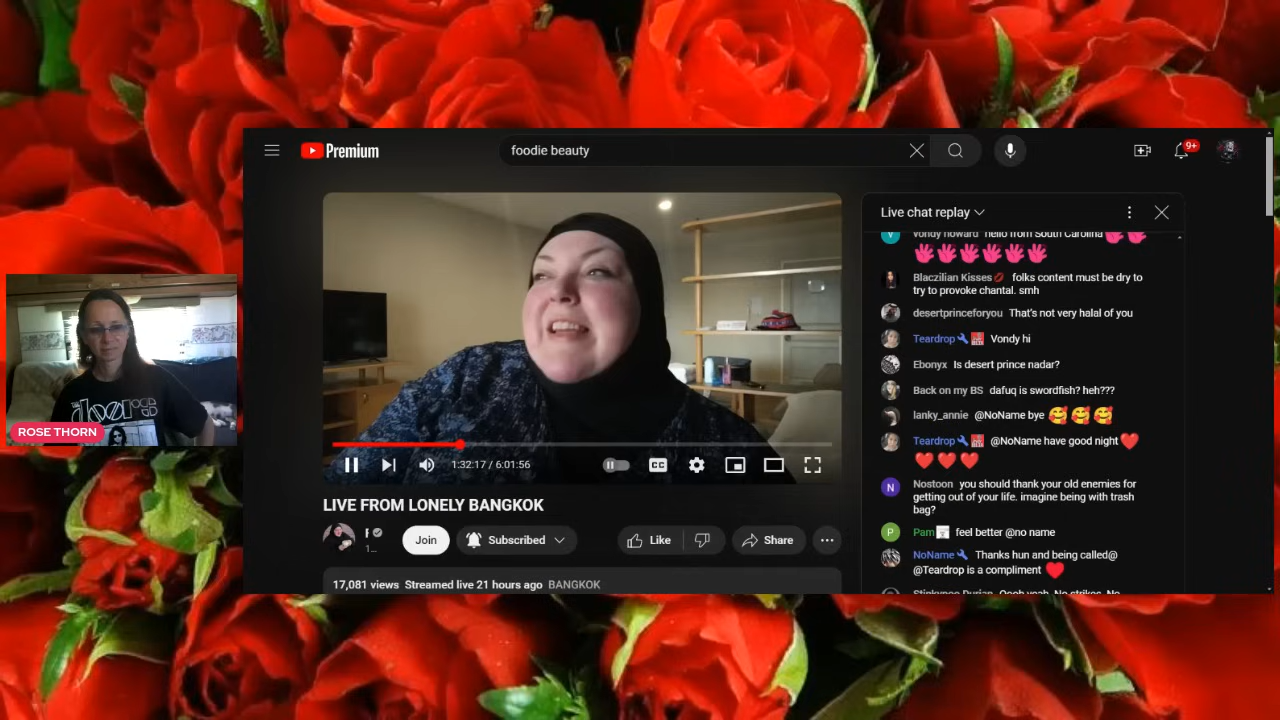 Premium
foodie beauty
9+
Live chat replay
vondy howard hello from South Carolina
Blaczilian Kisses folks content must be dry to
try to provoke chantal. smh
desertprinceforyou That's not very halal of you
Teardrop Vondy hi
Ebonyx Is desert prince nadar?
Back on my BS dafuq is swordfish? heh???
lanky_annie @NoName bye
Teardrop @NoName have good night
Nostoon you should thank your old enemies for
getting out of your life. imagine being with trash
bag?
Pam feel better @no name
NoName Thanks hun and being called@
@Teardrop is a compliment
ROSE THORN
1:32:17 / 6:01:56
CC
LIVE FROM LONELY BANGKOK
F
1...
Join
Subscribed
Like
Share
17,081 views Streamed live 21 hours ago BANGKOK